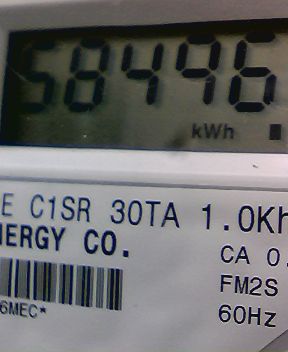 58496
kWh
E C1SR 30TA 1.0Kh
NERGY CO.
CA 0.
FM2S
6MEC*
60Hz